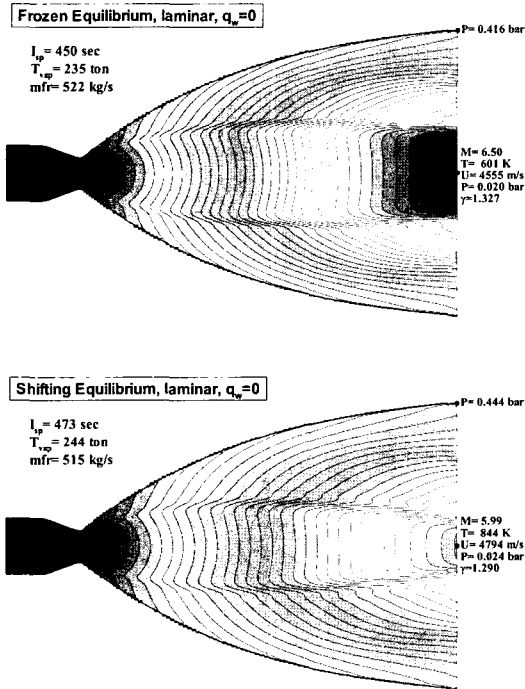 Frozen Equilibrium, laminar, q_w=0
I_sp= 450 sec
T_vap= 235 ton
mfr= 522 kg/s
P= 0.416 bar
M= 6.50
T= 601 K
U= 4555 m/s
P= 0.020 bar
γ=1.327
Shifting Equilibrium, laminar, q_w=0
I_sp= 473 sec
T_vap= 244 ton
mfr= 515 kg/s
P= 0.444 bar
M= 5.99
T= 844 K
U= 4794 m/s
P= 0.024 bar
γ=1.290